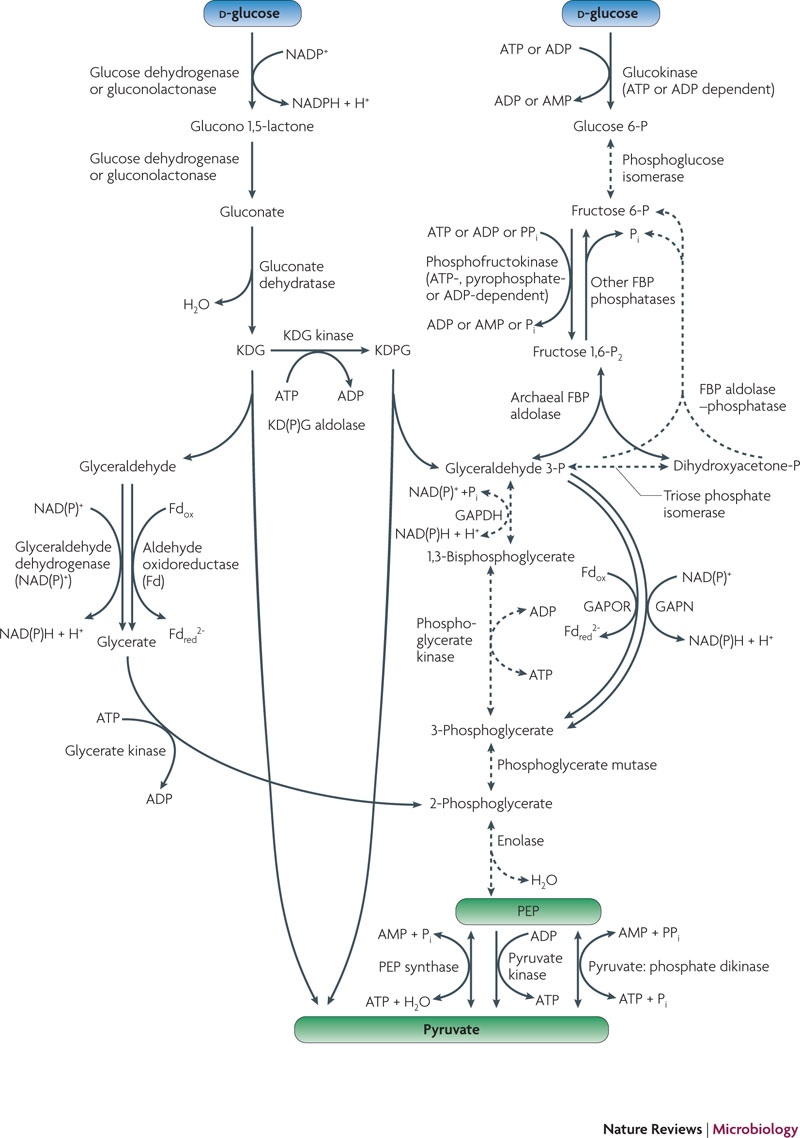 D-glucose
Glucose dehydrogenase
or gluconolactonase
NADP⁺
NADPH + H⁺
Glucono 1,5-lactone
Glucose dehydrogenase
or gluconolactonase
Gluconate
Gluconate
dehydratase
H₂O
KDG
KDG kinase
KDPG
ATP
ADP
KD(P)G aldolase
Glyceraldehyde
NAD(P)⁺
Fdox
Glyceraldehyde
dehydrogenase
(NAD(P)⁺)
Aldehyde
oxidoreductase
(Fd)
NAD(P)H + H⁺
Glycerate
Fdred²⁻
ATP
Glycerate kinase
ADP
D-glucose
ATP or ADP
Glucokinase
(ATP or ADP dependent)
ADP or AMP
Glucose 6-P
Phosphoglucose
isomerase
Fructose 6-P
ATP or ADP or PPi
Pi
Phosphofructokinase
(ATP-, pyrophosphate-
or ADP-dependent)
Other FBP
phosphatases
ADP or AMP or Pi
Fructose 1,6-P₂
Archaeal FBP
aldolase
FBP aldolase
–phosphatase
Glyceraldehyde 3-P
Dihydroxyacetone-P
Triose phosphate
isomerase
NAD(P)⁺ +Pi
GAPDH
NAD(P)H + H⁺
1,3-Bisphosphoglycerate
Fdox
NAD(P)⁺
GAPOR
GAPN
Fdred²⁻
NAD(P)H + H⁺
Phospho-
glycerate
kinase
ADP
ATP
3-Phosphoglycerate
Phosphoglycerate mutase
2-Phosphoglycerate
Enolase
H₂O
PEP
AMP + Pi
PEP synthase
ATP + H₂O
ADP
Pyruvate
kinase
ATP
AMP + PPi
Pyruvate: phosphate dikinase
ATP + Pi
Pyruvate
Nature Reviews | Microbiology